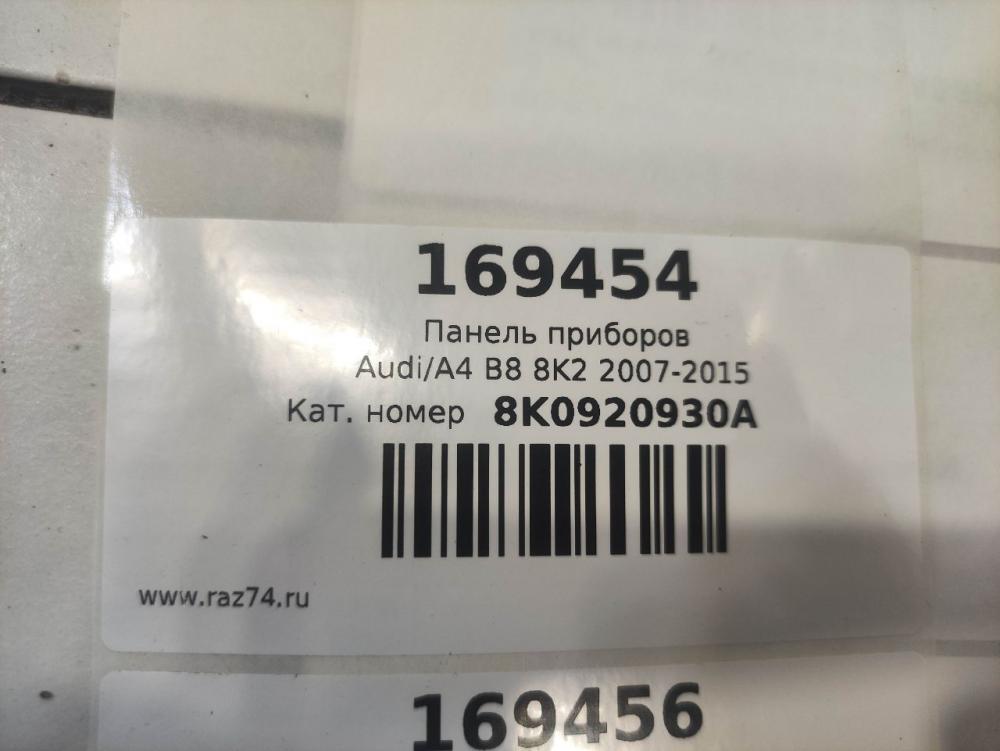 169454
Панель приборов
Audi/A4 B8 8K2 2007-2015
Кат. номер 8K0920930A
www.raz74.ru
169456